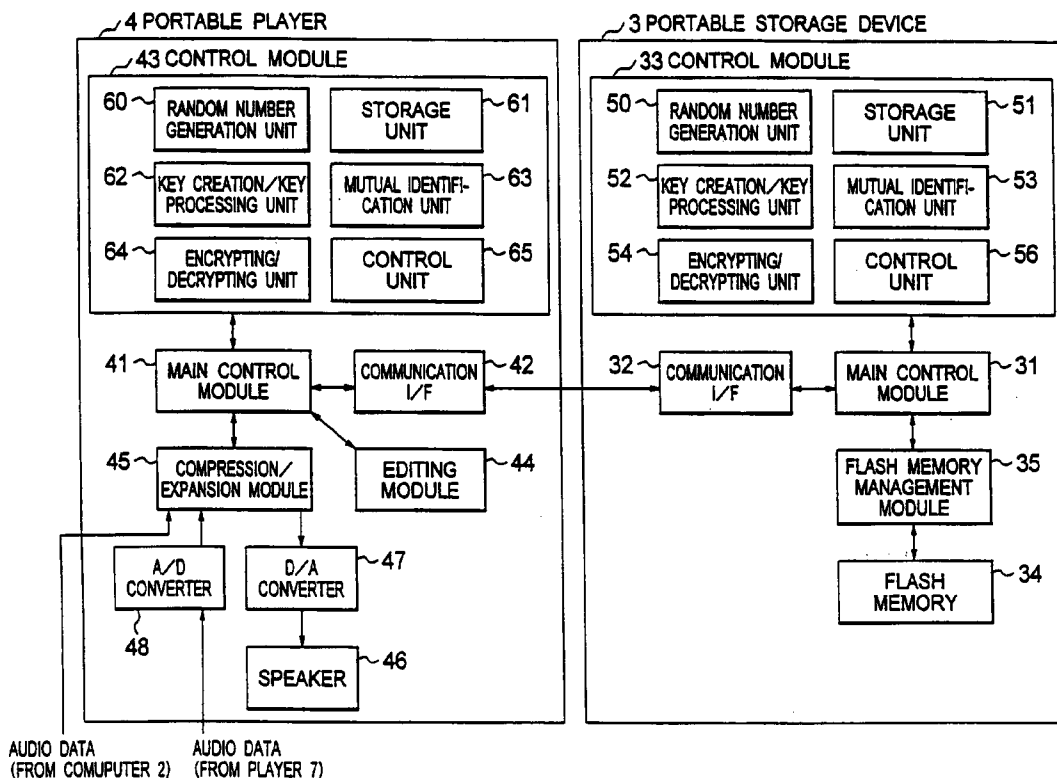 4 PORTABLE PLAYER
43 CONTROL MODULE
60
RANDOM NUMBER
GENERATION UNIT
STORAGE
UNIT
61
62
KEY CREATION/KEY
PROCESSING UNIT
MUTUAL IDENTIFI-
CATION UNIT
63
64
ENCRYPTING/
DECRYPTING UNIT
CONTROL
UNIT
65
41
MAIN CONTROL
MODULE
COMMUNICATION
I/F
42
45
COMPRESSION/
EXPANSION MODULE
EDITING
MODULE
44
A/D
CONVERTER
48
D/A
CONVERTER
47
SPEAKER
46
AUDIO DATA
(FROM COMUPUTER 2)
AUDIO DATA
(FROM PLAYER 7)
3 PORTABLE STORAGE DEVICE
33 CONTROL MODULE
50
RANDOM NUMBER
GENERATION UNIT
STORAGE
UNIT
51
52
KEY CREATION/KEY
PROCESSING UNIT
MUTUAL IDENTIFI-
CATION UNIT
53
54
ENCRYPTING/
DECRYPTING UNIT
CONTROL
UNIT
56
32
COMMUNICATION
I/F
MAIN CONTROL
MODULE
31
FLASH MEMORY
MANAGEMENT
MODULE
35
FLASH
MEMORY
34